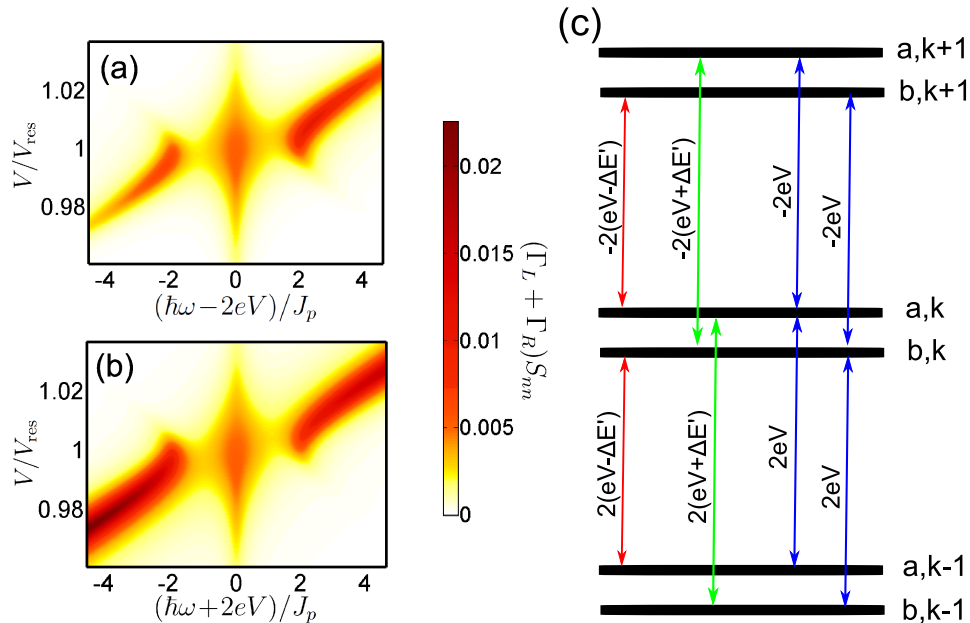 (a)
V/V_res
1.02
1
0.98
-4 -2 0 2 4
(ħω−2eV)/J_p
(b)
V/V_res
1.02
1
0.98
-4 -2 0 2 4
(ħω+2eV)/J_p
0.02
0.015
0.01
0.005
0
(Γ_L + Γ_R)S_nn
(c)
a,k+1
b,k+1
-2(eV-ΔE')
-2(eV+ΔE')
-2eV
-2eV
a,k
b,k
2(eV-ΔE')
2(eV+ΔE')
2eV
2eV
a,k-1
b,k-1